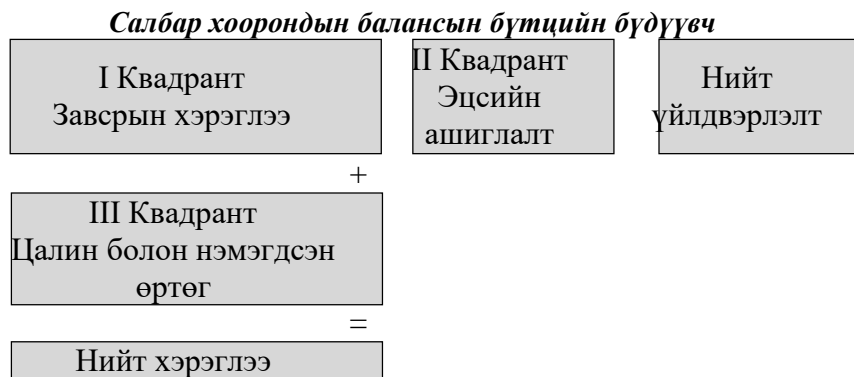 Салбар хоорондын балансын бүтцийн бүдүүвч
I Квадрант
Завсрын хэрэглээ
II Квадрант
Эцсийн
ашиглалт
Нийт
үйлдвэрлэлт
+
III Квадрант
Цалин болон нэмэгдсэн
өртөг
=
Нийт хэрэглээ